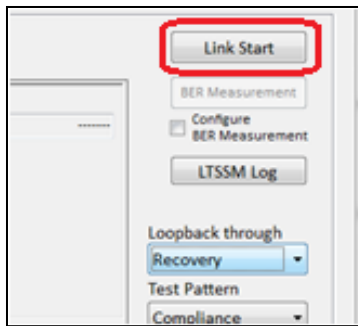 Link Start
BER Measurement
Configure
BER Measurement
LTSSM Log
Loopback through
Recovery
Test Pattern
Compliance